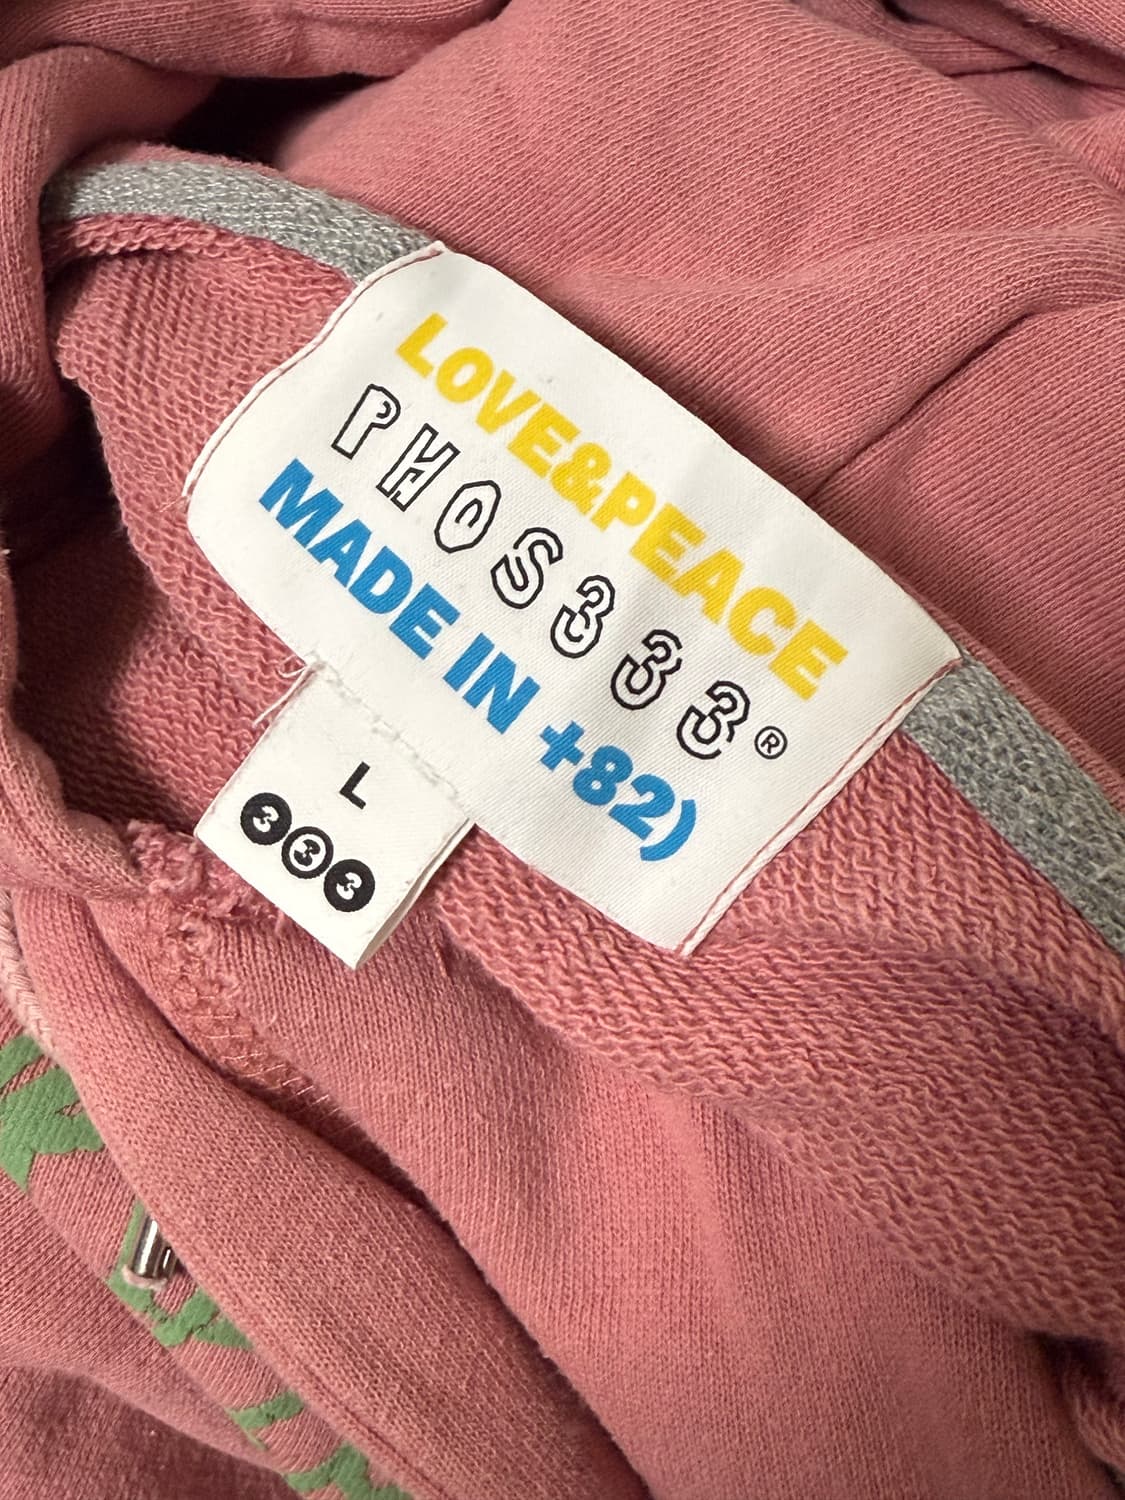 LOVE&PEACE
PHOS333®
MADE IN +82)
L
333